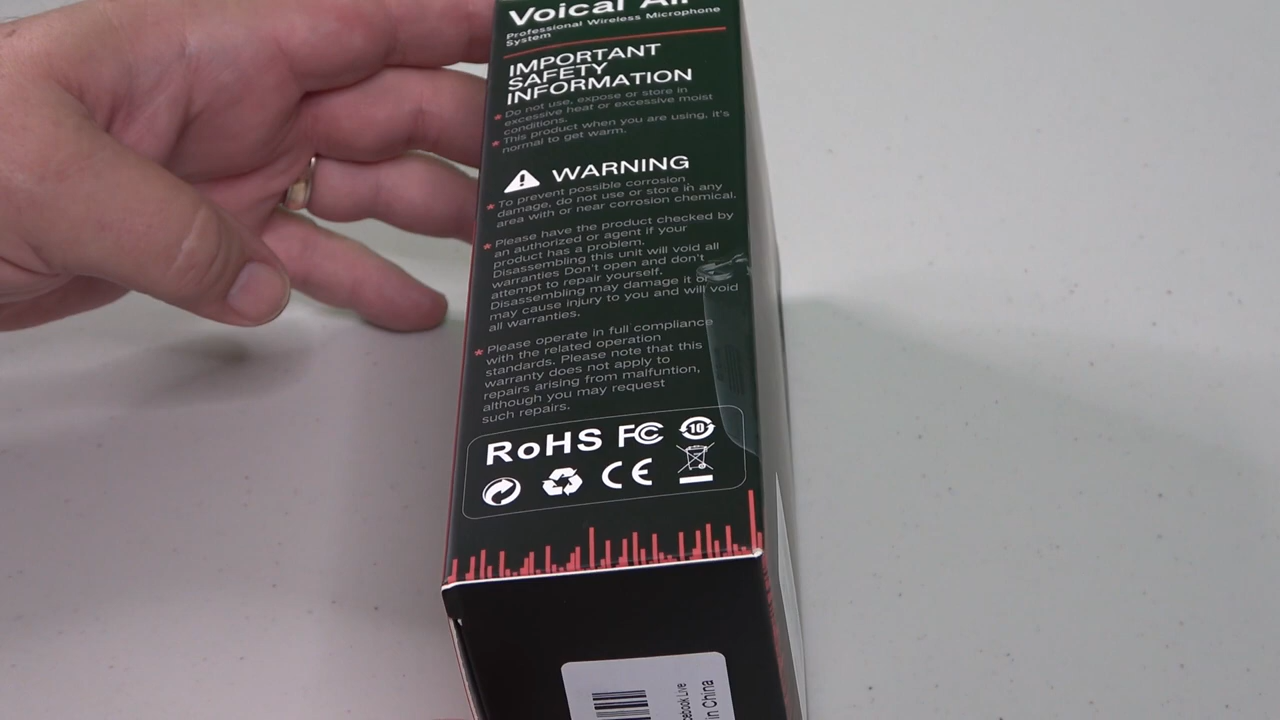 Voical Air
Professional Wireless Microphone
System
IMPORTANT
SAFETY
INFORMATION
* Do not use, expose or store in
excessive heat or excessive moist
conditions.
* This product when you are using, it's
normal to get warm.
WARNING
* To prevent possible corrosion
damage, do not use or store in any
area with or near corrosion chemical.
* Please have the product checked by
an authorized or agent if your
product has a problem.
Disassembling this unit will void all
warranties Don't open and don't
attempt to repair yourself.
Disassembling may damage it or
may cause injury to you and will void
all warranties.
* Please operate in full compliance
with the related operation
standards. Please note that this
warranty does not apply to
repairs arising from malfuntion,
although you may request
such repairs.
RoHS FC 10
CE
cebook Live
in China